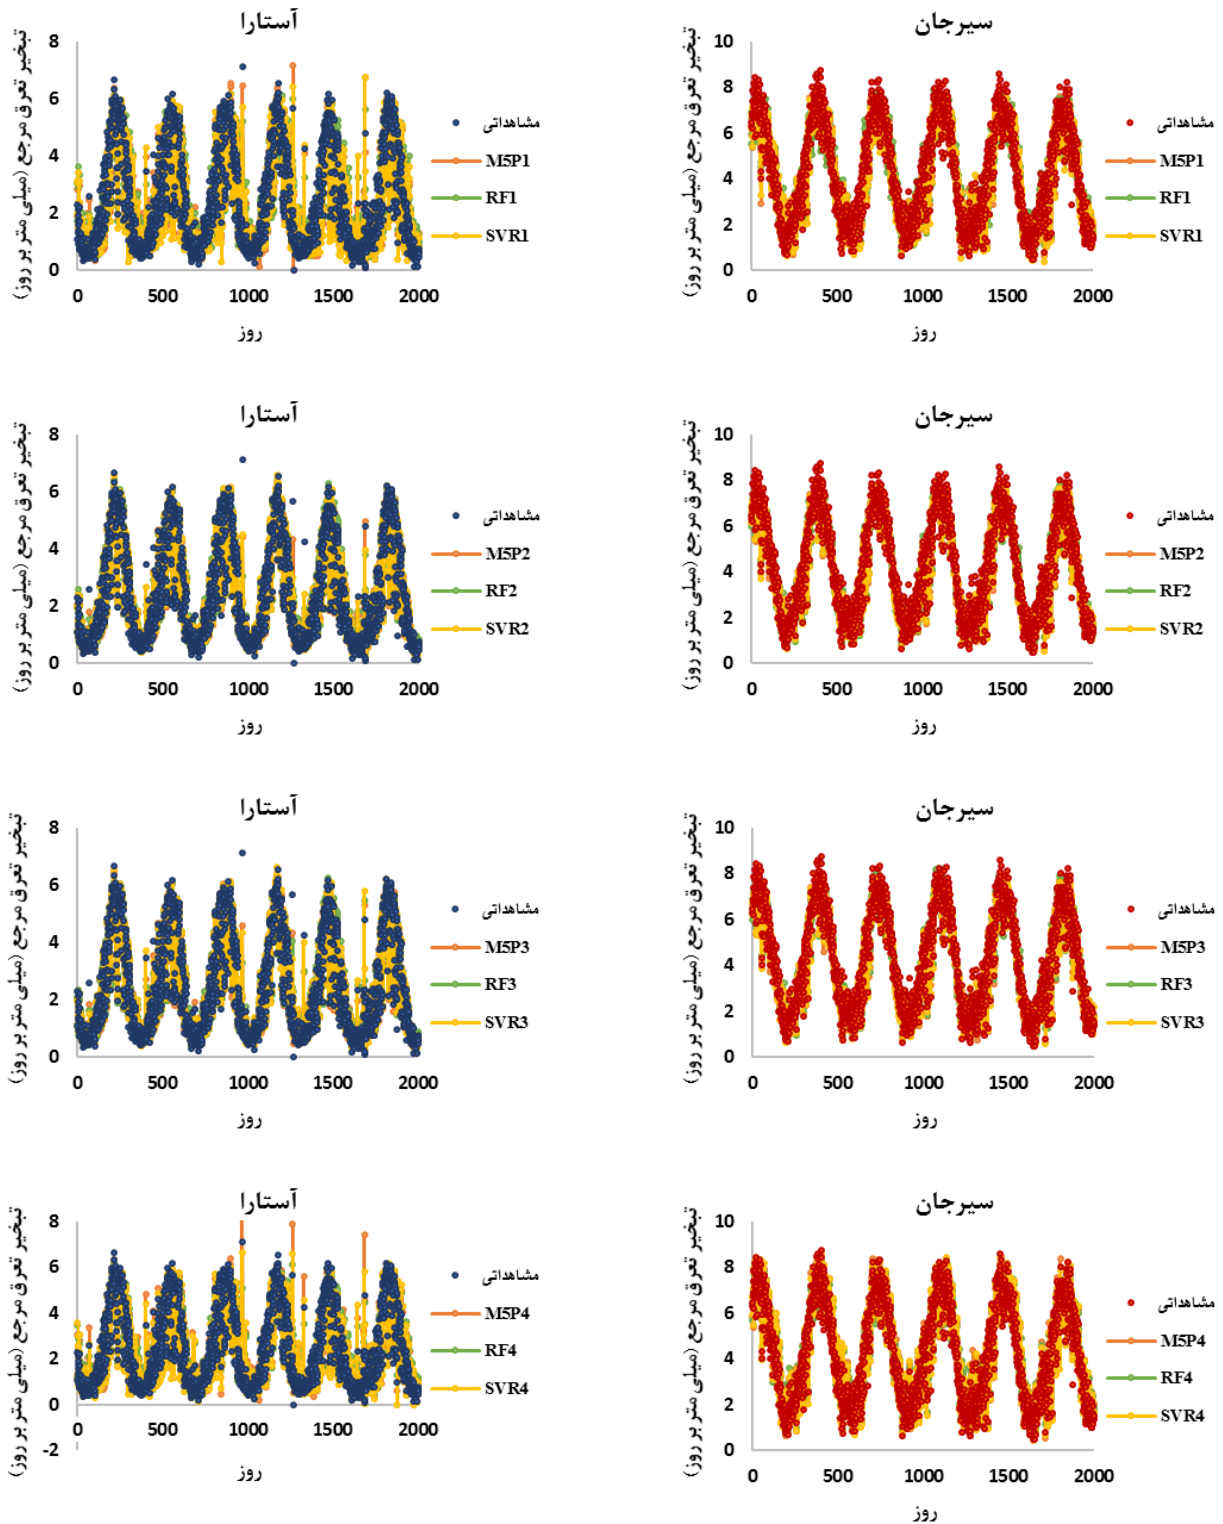 آستارا
تبخیر تعرق مرجع (میلی متر بر روز)
8
6
4
2
0
0 500 1000 1500 2000
روز
مشاهداتی
M5P1
RF1
SVR1
سیرجان
تبخیر تعرق مرجع (میلی متر بر روز)
10
8
6
4
2
0
0 500 1000 1500 2000
روز
مشاهداتی
M5P1
RF1
SVR1
آستارا
تبخیر تعرق مرجع (میلی متر بر روز)
8
6
4
2
0
0 500 1000 1500 2000
روز
مشاهداتی
M5P2
RF2
SVR2
سیرجان
تبخیر تعرق مرجع (میلی متر بر روز)
10
8
6
4
2
0
0 500 1000 1500 2000
روز
مشاهداتی
M5P2
RF2
SVR2
آستارا
تبخیر تعرق مرجع (میلی متر بر روز)
8
6
4
2
0
0 500 1000 1500 2000
روز
مشاهداتی
M5P3
RF3
SVR3
سیرجان
تبخیر تعرق مرجع (میلی متر بر روز)
10
8
6
4
2
0
0 500 1000 1500 2000
روز
مشاهداتی
M5P3
RF3
SVR3
آستارا
تبخیر تعرق مرجع (میلی متر بر روز)
8
6
4
2
0
-2
0 500 1000 1500 2000
روز
مشاهداتی
M5P4
RF4
SVR4
سیرجان
تبخیر تعرق مرجع (میلی متر بر روز)
10
8
6
4
2
0
0 500 1000 1500 2000
روز
مشاهداتی
M5P4
RF4
SVR4